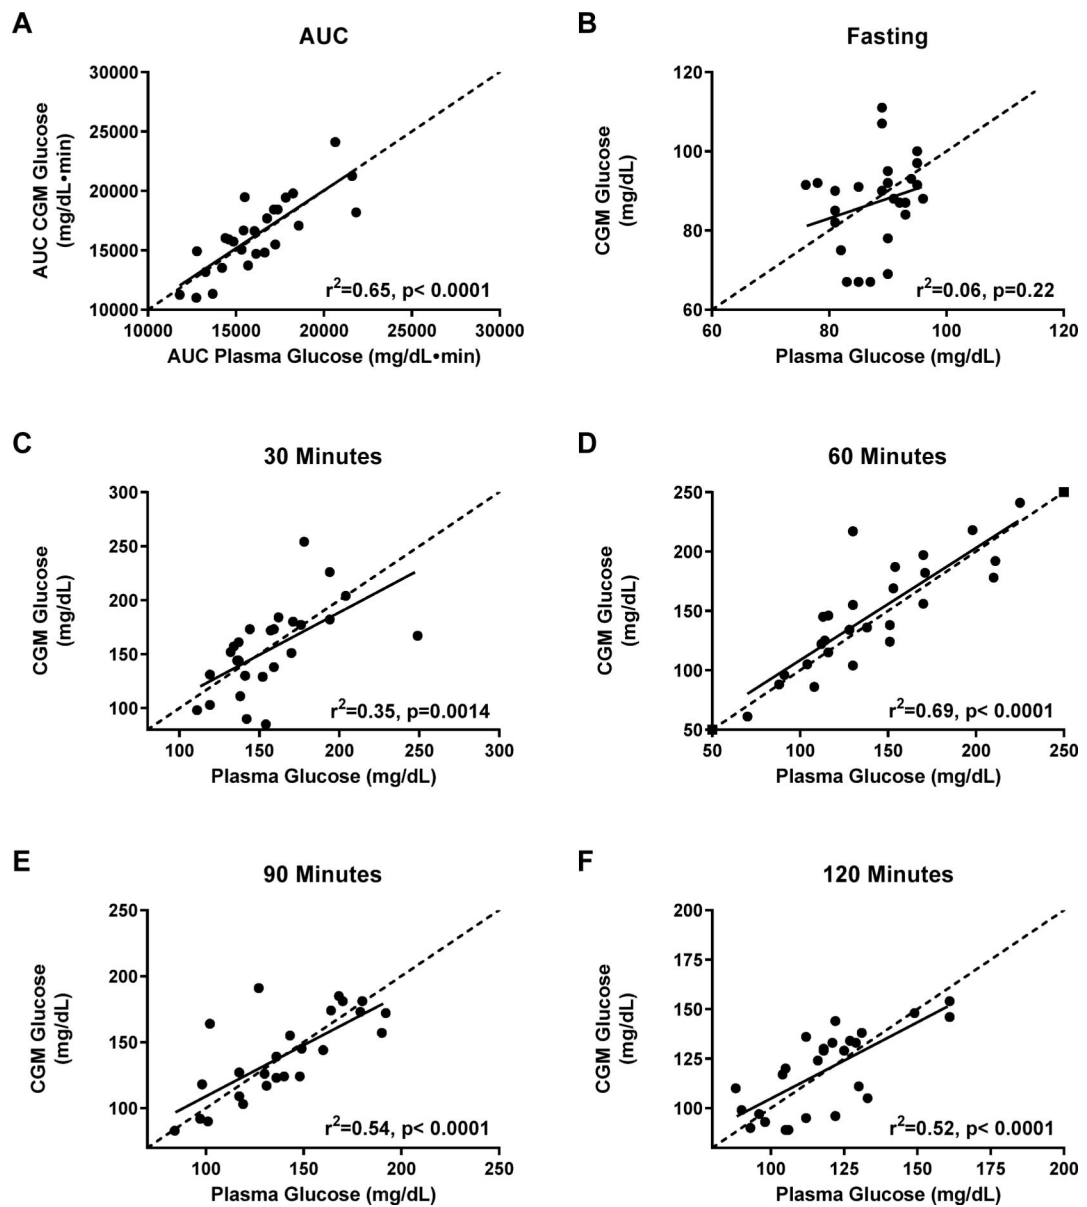 A
AUC
AUC CGM Glucose
(mg/dL•min)
30000
25000
20000
15000
10000
r²=0.65, p< 0.0001
10000 15000 20000 25000 30000
AUC Plasma Glucose (mg/dL•min)
B
Fasting
CGM Glucose
(mg/dL)
120
100
80
60
r²=0.06, p=0.22
60 80 100 120
Plasma Glucose (mg/dL)
C
30 Minutes
CGM Glucose
(mg/dL)
300
250
200
150
100
r²=0.35, p=0.0014
100 150 200 250 300
Plasma Glucose (mg/dL)
D
60 Minutes
CGM Glucose
(mg/dL)
250
200
150
100
50
r²=0.69, p< 0.0001
50 100 150 200 250
Plasma Glucose (mg/dL)
E
90 Minutes
CGM Glucose
(mg/dL)
250
200
150
100
r²=0.54, p< 0.0001
100 150 200 250
Plasma Glucose (mg/dL)
F
120 Minutes
CGM Glucose
(mg/dL)
200
175
150
125
100
r²=0.52, p< 0.0001
100 125 150 175 200
Plasma Glucose (mg/dL)